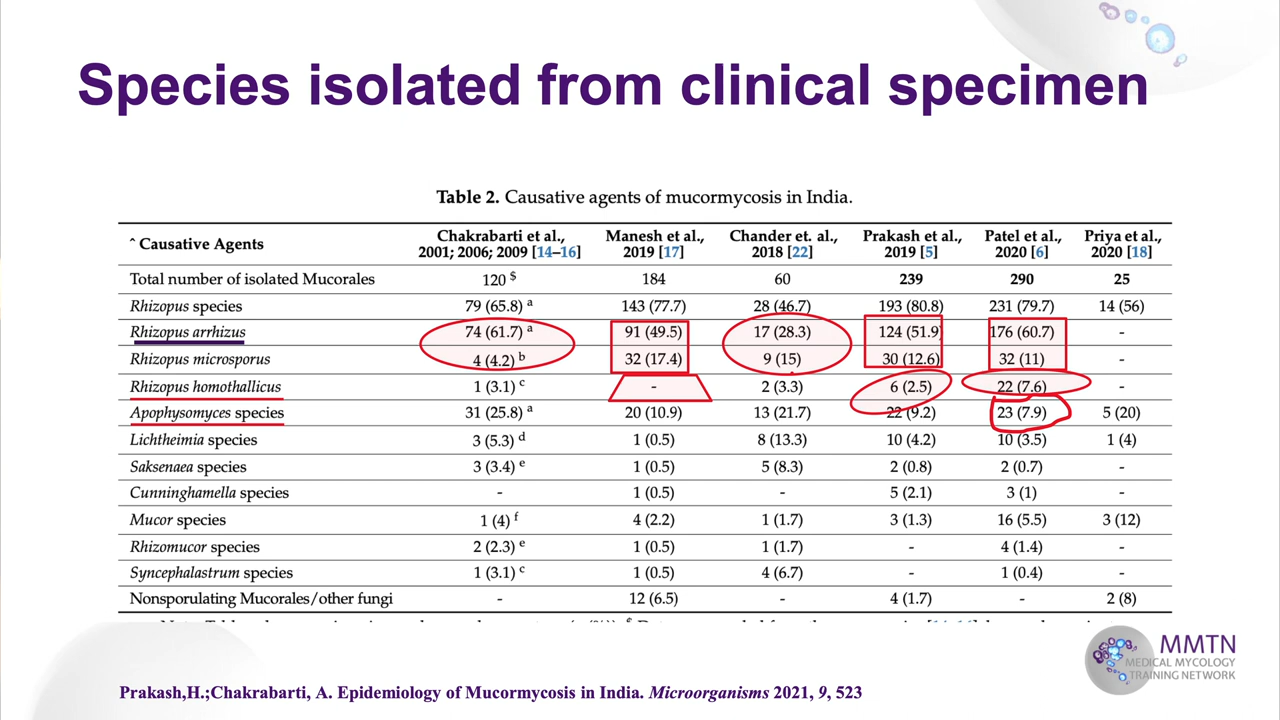 Species isolated from clinical specimen
Table 2. Causative agents of mucormycosis in India.
^ Causative Agents Chakrabarti et al., 2001; 2006; 2009 [14–16] Manesh et al., 2019 [17] Chander et. al., 2018 [22] Prakash et al., 2019 [5] Patel et al., 2020 [6] Priya et al., 2020 [18]
Total number of isolated Mucorales 120 $ 184 60 239 290 25
Rhizopus species 79 (65.8) a 143 (77.7) 28 (46.7) 193 (80.8) 231 (79.7) 14 (56)
Rhizopus arrhizus 74 (61.7) a 91 (49.5) 17 (28.3) 124 (51.9) 176 (60.7) -
Rhizopus microsporus 4 (4.2) b 32 (17.4) 9 (15) 30 (12.6) 32 (11) -
Rhizopus homothallicus 1 (3.1) c - 2 (3.3) 6 (2.5) 22 (7.6) -
Apophysomyces species 31 (25.8) a 20 (10.9) 13 (21.7) 22 (9.2) 23 (7.9) 5 (20)
Lichtheimia species 3 (5.3) d 1 (0.5) 8 (13.3) 10 (4.2) 10 (3.5) 1 (4)
Saksenaea species 3 (3.4) e 1 (0.5) 5 (8.3) 2 (0.8) 2 (0.7) -
Cunninghamella species - 1 (0.5) - 5 (2.1) 3 (1) -
Mucor species 1 (4) f 4 (2.2) 1 (1.7) 3 (1.3) 16 (5.5) 3 (12)
Rhizomucor species 2 (2.3) e 1 (0.5) 1 (1.7) - 4 (1.4) -
Syncephalastrum species 1 (3.1) c 1 (0.5) 4 (6.7) - 1 (0.4) -
Nonsporulating Mucorales/other fungi - 12 (6.5) - 4 (1.7) - 2 (8)
MMTN
MEDICAL MYCOLOGY
TRAINING NETWORK
Prakash,H.;Chakrabarti, A. Epidemiology of Mucormycosis in India. Microorganisms 2021, 9, 523